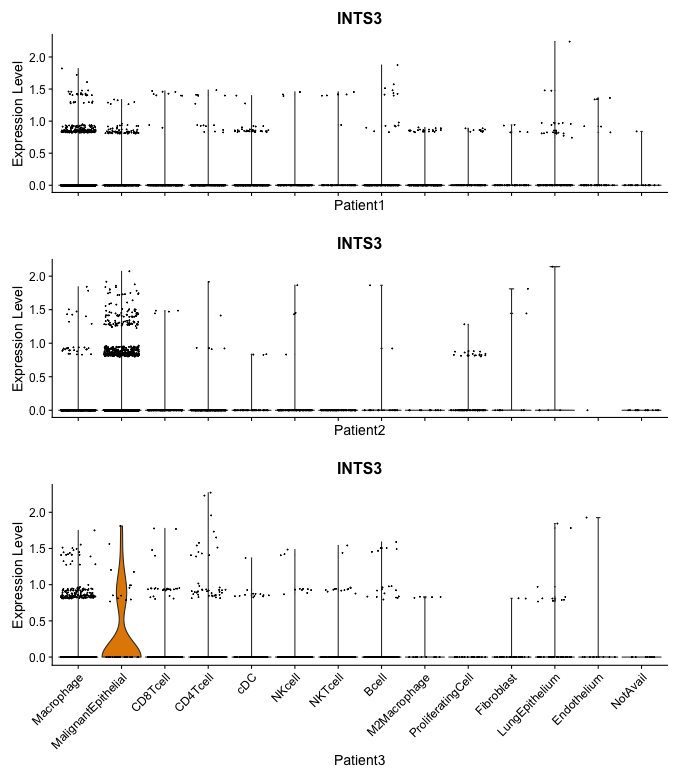 INTS3
Expression Level
2.0
1.5
1.0
0.5
0.0
Patient1
INTS3
Expression Level
2.0
1.5
1.0
0.5
0.0
Patient2
INTS3
Expression Level
2.0
1.5
1.0
0.5
0.0
Macrophage
MalignantEpithelial
CD8Tcell
CD4Tcell
cDC
NKcell
NKTcell
Bcell
M2Macrophage
ProliferatingCell
Fibroblast
LungEpithelium
Endothelium
NotAvail
Patient3